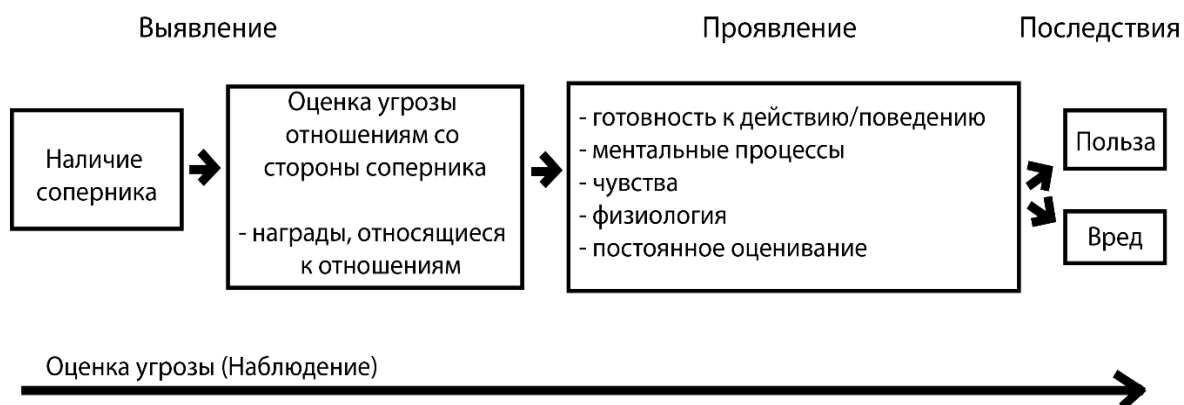 Выявление
Проявление
Последствия
Наличие
соперника
Оценка угрозы
отношениям со
стороны соперника
- награды, относящиеся
к отношениям
- готовность к действию/поведению
- ментальные процессы
- чувства
- физиология
- постоянное оценивание
Польза
Вред
Оценка угрозы (Наблюдение)